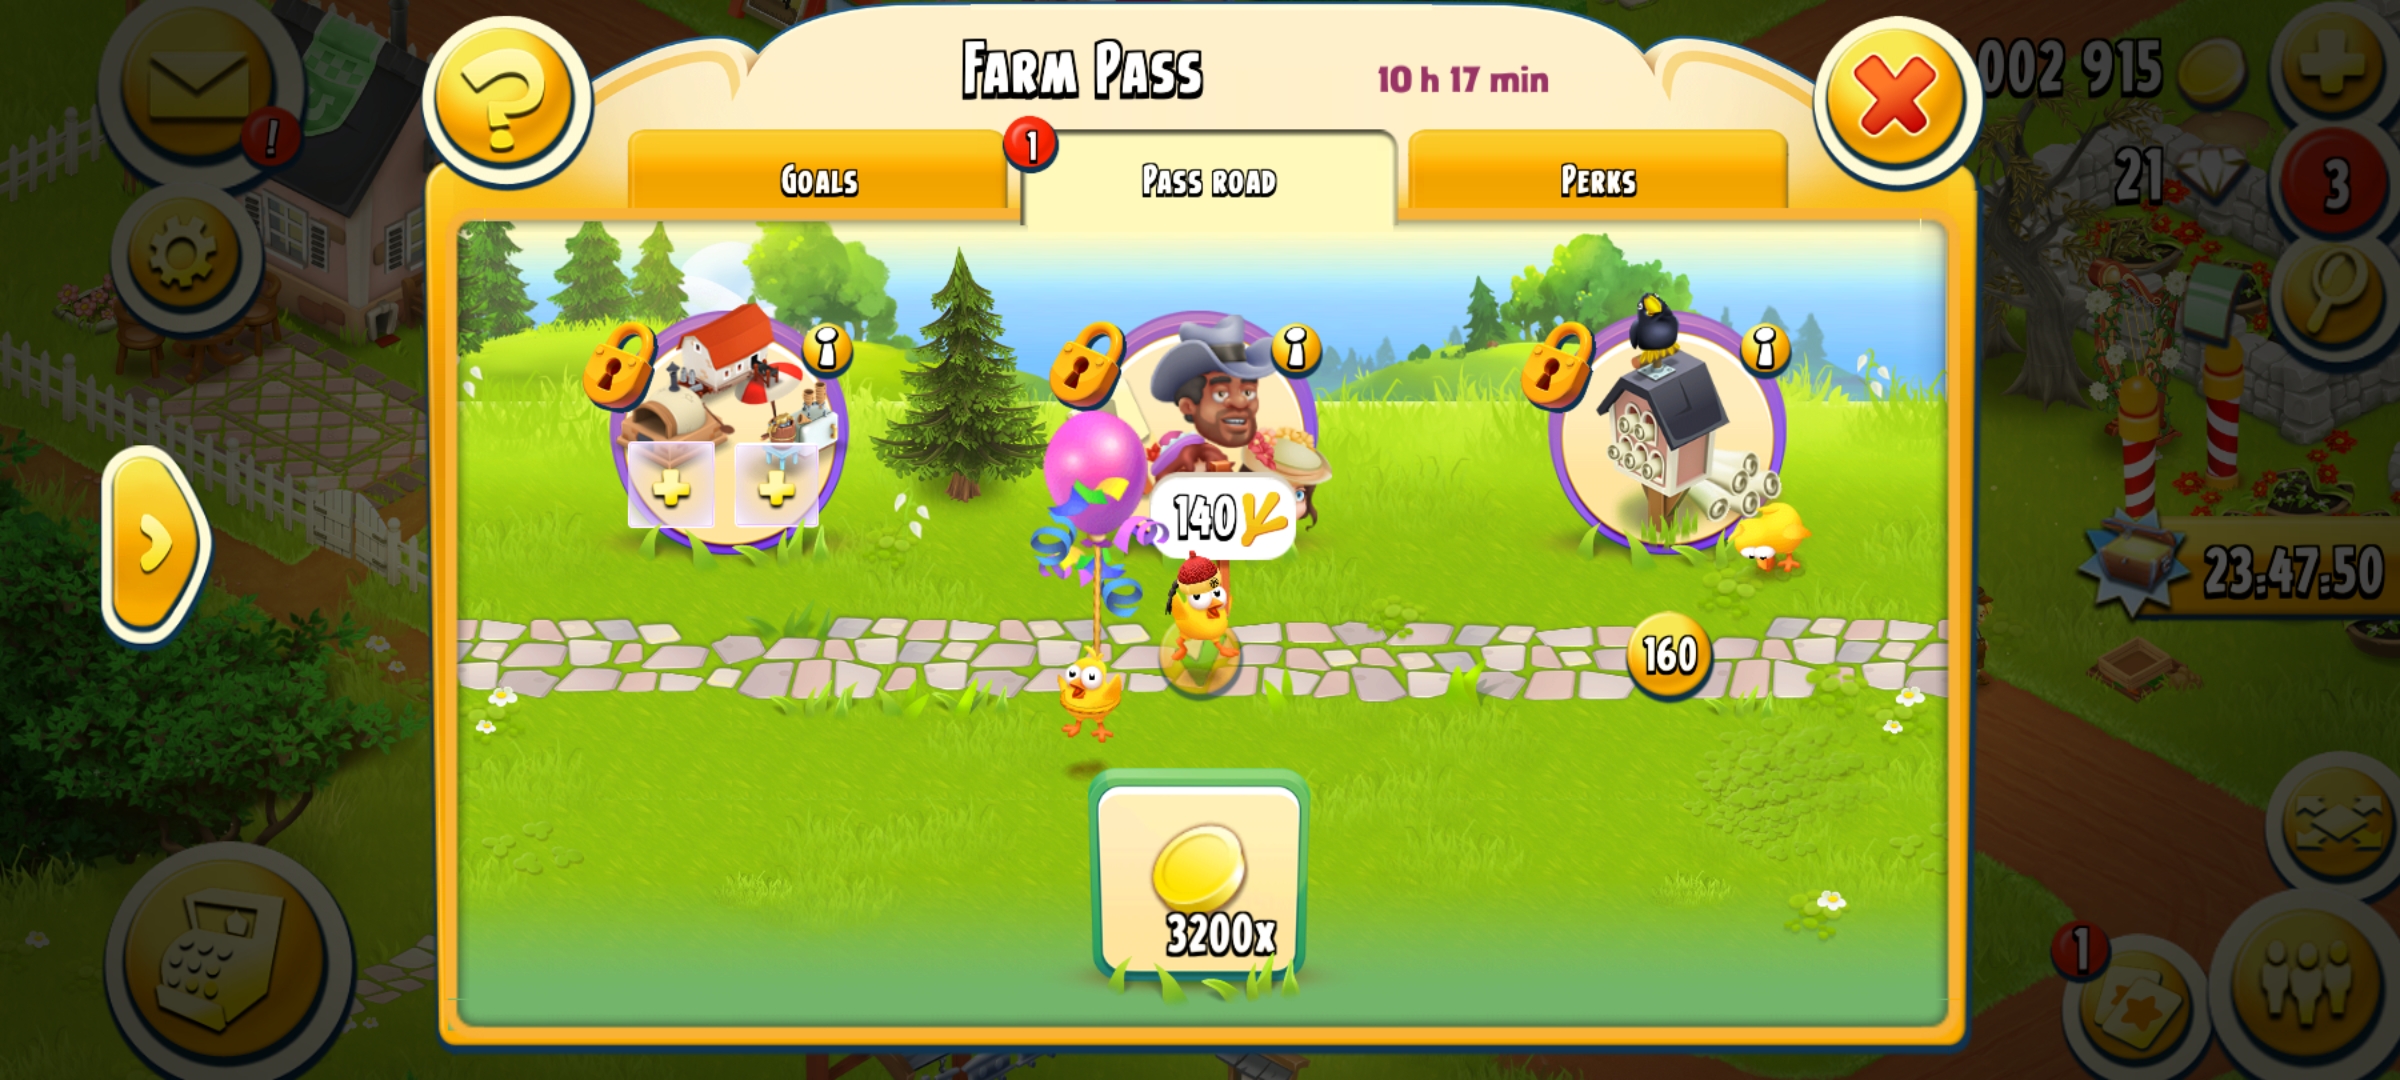 FARM PASS
10 h 17 min
002 915
GOALS
1
PASS ROAD
PERKS
21
3
140
23:47:50
160
3200x
1